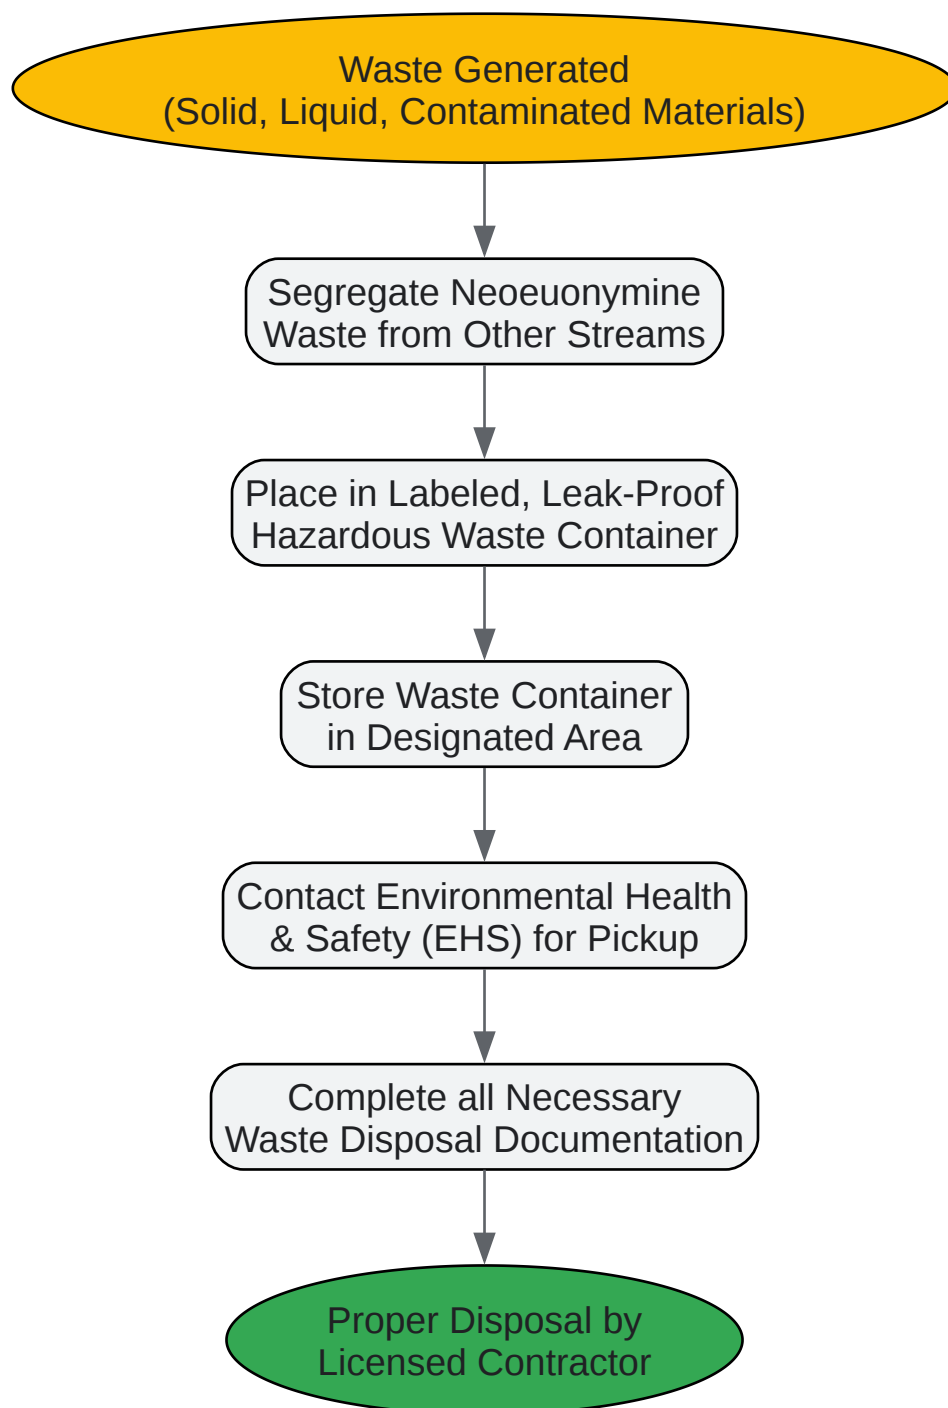 Waste Generated
(Solid, Liquid, Contaminated Materials)
Segregate Neoeuonymine
Waste from Other Streams
Place in Labeled, Leak-Proof
Hazardous Waste Container
Store Waste Container
in Designated Area
Contact Environmental Health
& Safety (EHS) for Pickup
Complete all Necessary
Waste Disposal Documentation
Proper Disposal by
Licensed Contractor